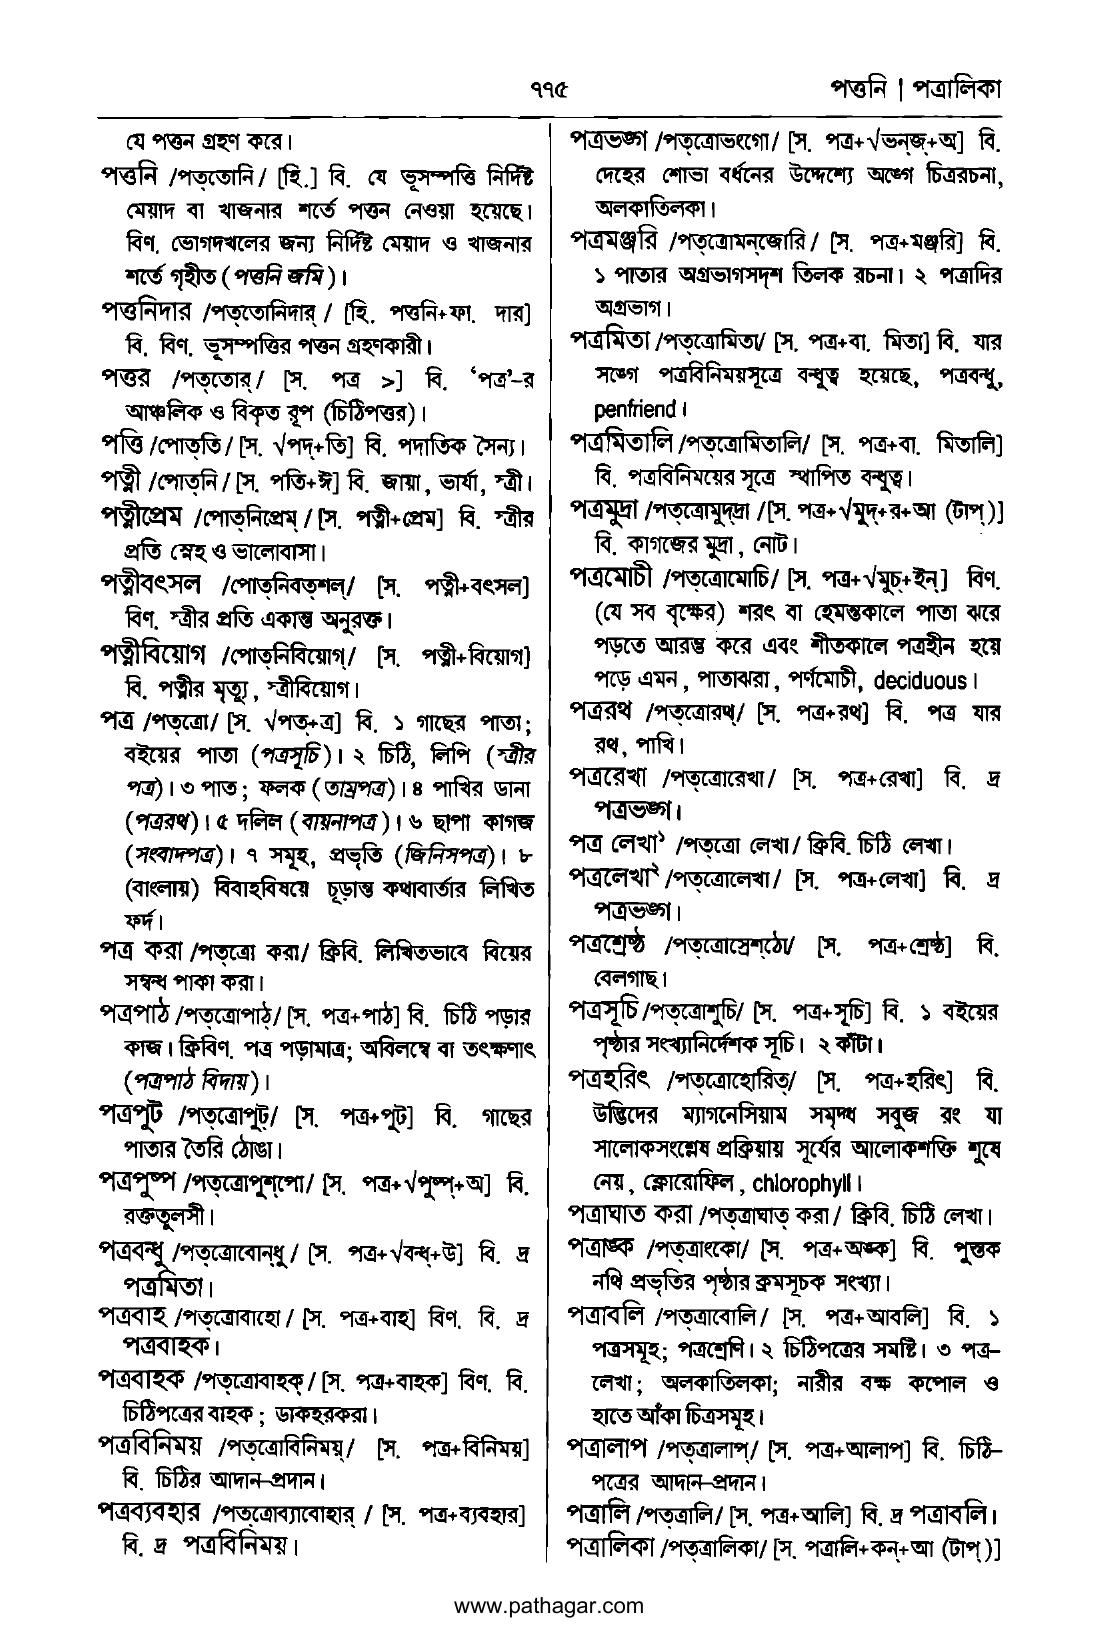 ৭৭৫
পত্তনি | পত্রালিকা
যে পত্তন গ্রহণ করে।
পত্তনি /পত্‌তোনি/ [হি.] বি. যে ভূসম্পত্তি নির্দিষ্ট
মেয়াদ বা খাজনার শর্তে পত্তন নেওয়া হয়েছে।
বিণ. ভোগদখলের জন্য নির্দিষ্ট মেয়াদ ও খাজনার
শর্তে গৃহীত (পত্তনি জমি)।
পত্তনিদার /পত্‌তোনিদার্‌/ [হি. পত্তনি+ফা. দার]
বি. বিণ. ভূসম্পত্তির পত্তন গ্রহণকারী।
পত্তর /পত্‌তোর্‌/ [স. পত্র >] বি. ‘পত্র’-র
আঞ্চলিক ও বিকৃত রূপ (চিঠিপত্তর)।
পত্তি /পোত্‌তি/ [স. √পদ্‌+তি] বি. পদাতিক সৈন্য।
পত্নী /পোত্‌নি/ [স. পতি+ঈ] বি. জায়া, ভার্যা, স্ত্রী।
পত্নীপ্রেম /পোত্‌নিপ্রেম্‌/ [স. পত্নী+প্রেম] বি. স্ত্রীর
প্রতি স্নেহ ও ভালোবাসা।
পত্নীবৎসল /পোত্‌নিবত্‌শল্‌/ [স. পত্নী+বৎসল]
বিণ. স্ত্রীর প্রতি একান্ত অনুরক্ত।
পত্নীবিয়োগ /পোত্‌নিবিয়োগ্‌/ [স. পত্নী+বিয়োগ]
বি. পত্নীর মৃত্যু, স্ত্রীবিয়োগ।
পত্র /পত্‌ত্রো/ [স. √পত্‌+ত্র] বি. ১ গাছের পাতা;
বইয়ের পাতা (পত্রসূচি)। ২ চিঠি, লিপি (স্ত্রীর
পত্র)। ৩ পাত; ফলক (তাম্রপত্র)। ৪ পাখির ডানা
(পত্ররথ)। ৫ দলিল (বায়নাপত্র)। ৬ ছাপা কাগজ
(সংবাদপত্র)। ৭ সমূহ, প্রভৃতি (জিনিসপত্র)। ৮
(বাংলায়) বিবাহবিষয়ে চূড়ান্ত কথাবার্তার লিখিত
ফর্দ।
পত্র করা /পত্‌ত্রো করা/ ক্রিবি. লিখিতভাবে বিয়ের
সম্বন্ধ পাকা করা।
পত্রপাঠ /পত্‌ত্রোপাঠ্‌/ [স. পত্র+পাঠ] বি. চিঠি পড়ার
কাজ। ক্রিবিণ. পত্র পড়ামাত্র; অবিলম্বে বা তৎক্ষণাৎ
(পত্রপাঠ বিদায়)।
পত্রপুট /পত্‌ত্রোপুট্‌/ [স. পত্র+পুট] বি. গাছের
পাতার তৈরি ঠোঙা।
পত্রপুষ্প /পত্‌ত্রোপুশ্‌পো/ [স. পত্র+√পুষ্প্‌+অ] বি.
রক্ততুলসী।
পত্রবন্ধু /পত্‌ত্রোবোন্‌ধু/ [স. পত্র+√বন্ধ্‌+উ] বি. দ্র
পত্রমিতা।
পত্রবাহ /পত্‌ত্রোবাহো/ [স. পত্র+বাহ] বিণ. বি. দ্র
পত্রবাহক।
পত্রবাহক /পত্‌ত্রোবাহক্‌/ [স. পত্র+বাহক] বিণ. বি.
চিঠিপত্রের বাহক; ডাকহরকরা।
পত্রবিনিময় /পত্‌ত্রোবিনিময়্‌/ [স. পত্র+বিনিময়]
বি. চিঠির আদান-প্রদান।
পত্রব্যবহার /পত্‌ত্রোব্যাবোহার্‌/ [স. পত্র+ব্যবহার]
বি. দ্র পত্রবিনিময়।
পত্রভঙ্গ /পত্‌ত্রোভংগো/ [স. পত্র+√ভন্‌জ্‌+অ] বি.
দেহের শোভা বর্ধনের উদ্দেশ্যে অঙ্গে চিত্ররচনা,
অলকাতিলকা।
পত্রমঞ্জরি /পত্‌ত্রোমন্‌জোরি/ [স. পত্র+মঞ্জরি] বি.
১ পাতার অগ্রভাগসদৃশ তিলক রচনা। ২ পত্রাদির
অগ্রভাগ।
পত্রমিতা /পত্‌ত্রোমিতা/ [স. পত্র+বা. মিতা] বি. যার
সঙ্গে পত্রবিনিময়সূত্রে বন্ধুত্ব হয়েছে, পত্রবন্ধু,
penfriend।
পত্রমিতালি /পত্‌ত্রোমিতালি/ [স. পত্র+বা. মিতালি]
বি. পত্রবিনিময়ের সূত্রে স্থাপিত বন্ধুত্ব।
পত্রমুদ্রা /পত্‌ত্রোমুদ্‌দ্রা/ [স. পত্র+√মুদ্‌+র+আ (টাপ্‌)]
বি. কাগজের মুদ্রা, নোট।
পত্রমোচী /পত্‌ত্রোমোচি/ [স. পত্র+√মুচ্‌+ইন্‌] বিণ.
(যে সব বৃক্ষের) শরৎ বা হেমন্তকালে পাতা ঝরে
পড়তে আরম্ভ করে এবং শীতকালে পত্রহীন হয়ে
পড়ে এমন, পাতাঝরা, পর্ণমোচী, deciduous।
পত্ররথ /পত্‌ত্রোরথ্‌/ [স. পত্র+রথ] বি. পত্র যার
রথ, পাখি।
পত্ররেখা /পত্‌ত্রোরেখা/ [স. পত্র+রেখা] বি. দ্র
পত্রভঙ্গ।
পত্র লেখা১ /পত্‌ত্রো লেখা/ ক্রিবি. চিঠি লেখা।
পত্রলেখা২ /পত্‌ত্রোলেখা/ [স. পত্র+লেখা] বি. দ্র
পত্রভঙ্গ।
পত্রশ্রেষ্ঠ /পত্‌ত্রোস্রেশ্‌ঠো/ [স. পত্র+শ্রেষ্ঠ] বি.
বেলগাছ।
পত্রসূচি /পত্‌ত্রোশুচি/ [স. পত্র+সূচি] বি. ১ বইয়ের
পৃষ্ঠার সংখ্যানির্দেশক সূচি। ২ কাঁটা।
পত্রহরিৎ /পত্‌ত্রোহোরিত্‌/ [স. পত্র+হরিৎ] বি.
উদ্ভিদের ম্যাগনেসিয়াম সমৃদ্ধ সবুজ রং যা
সালোকসংশ্লেষ প্রক্রিয়ায় সূর্যের আলোকশক্তি শুষে
নেয়, ক্লোরোফিল, chlorophyll।
পত্রাঘাত করা /পত্‌ত্রাঘাত্‌ করা/ ক্রিবি. চিঠি লেখা।
পত্রাঙ্ক /পত্‌ত্রাংকো/ [স. পত্র+অঙ্ক] বি. পুস্তক
নথি প্রভৃতির পৃষ্ঠার ক্রমসূচক সংখ্যা।
পত্রাবলি /পত্‌ত্রাবোলি/ [স. পত্র+আবলি] বি. ১
পত্রসমূহ; পত্রশ্রেণি। ২ চিঠিপত্রের সমষ্টি। ৩ পত্র-
লেখা; অলকাতিলকা; নারীর বক্ষ কপোল ও
হাতে আঁকা চিত্রসমূহ।
পত্রালাপ /পত্‌ত্রালাপ্‌/ [স. পত্র+আলাপ] বি. চিঠি-
পত্রের আদান-প্রদান।
পত্রালি /পত্‌ত্রালি/ [স. পত্র+আলি] বি. দ্র পত্রাবলি।
পত্রালিকা /পত্‌ত্রালিকা/ [স. পত্রালি+কন্‌+আ (টাপ্‌)]
www.pathagar.com